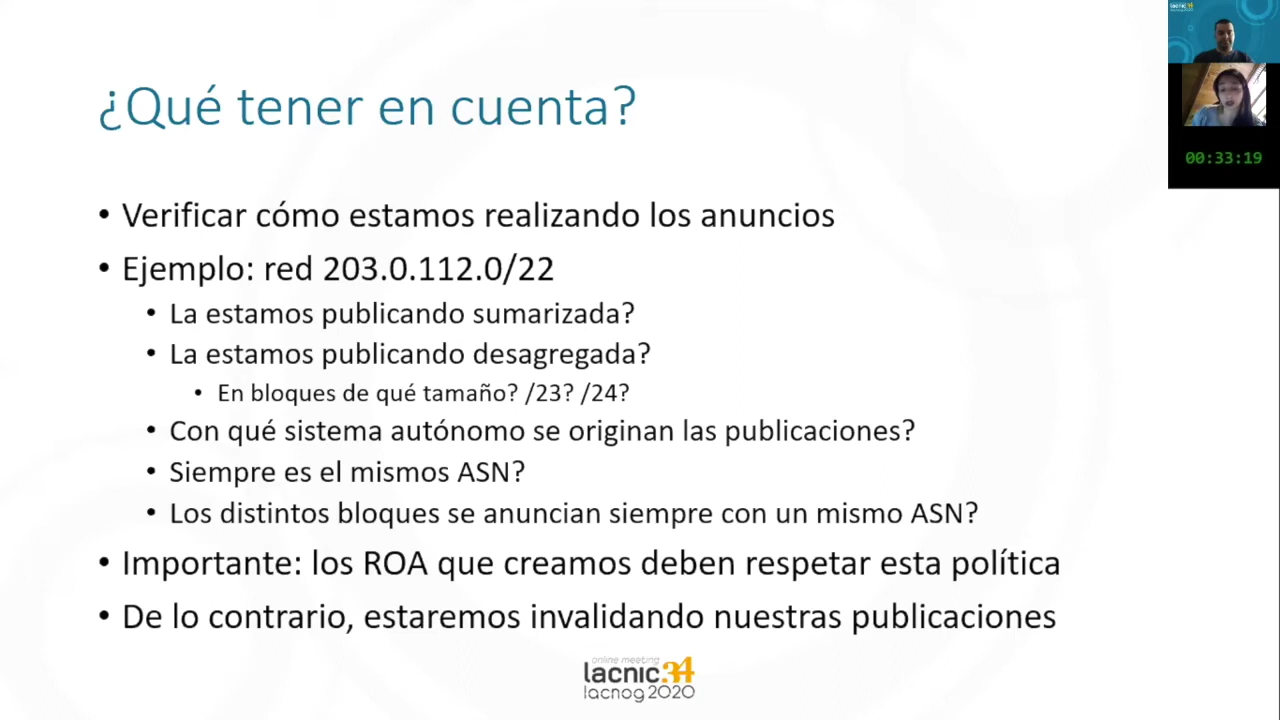 ¿Qué tener en cuenta?
• Verificar cómo estamos realizando los anuncios
• Ejemplo: red 203.0.112.0/22
• La estamos publicando sumarizada?
• La estamos publicando desagregada?
• En bloques de qué tamaño? /23? /24?
• Con qué sistema autónomo se originan las publicaciones?
• Siempre es el mismos ASN?
• Los distintos bloques se anuncian siempre con un mismo ASN?
• Importante: los ROA que creamos deben respetar esta política
• De lo contrario, estaremos invalidando nuestras publicaciones
online meeting
lacnic34
lacnog2020
lacnic34
00:33:19